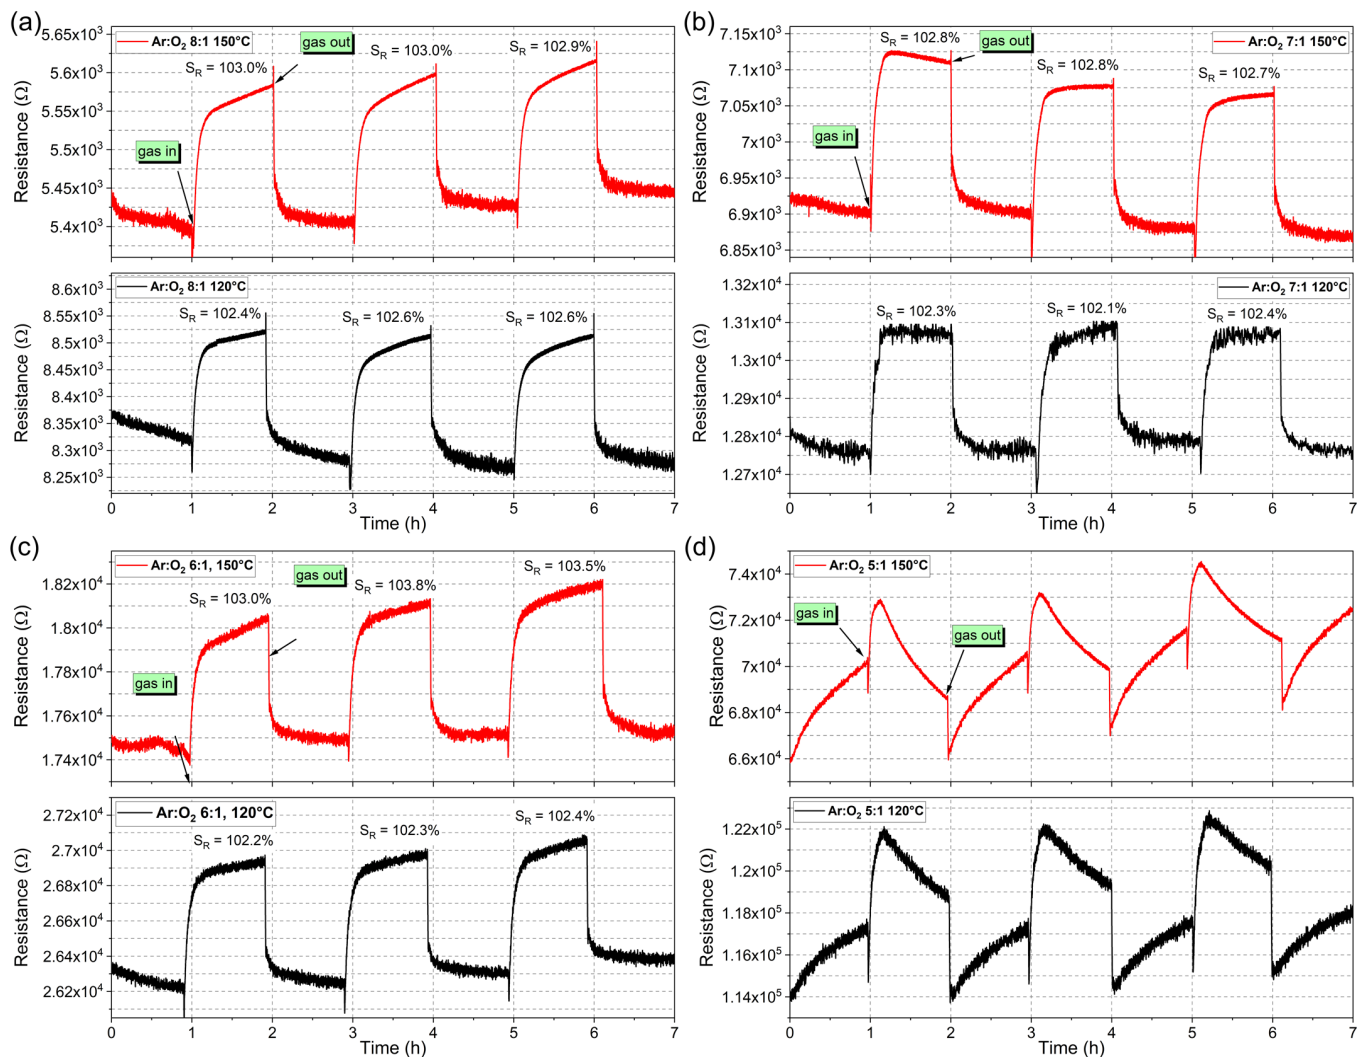 (a)
Resistance (Ω)
5.65x10³
5.6x10³
5.55x10³
5.5x10³
5.45x10³
5.4x10³
Ar:O₂ 8:1 150°C
gas in
gas out
S_R = 103.0%
S_R = 103.0%
S_R = 102.9%
Resistance (Ω)
8.6x10³
8.55x10³
8.5x10³
8.45x10³
8.4x10³
8.35x10³
8.3x10³
8.25x10³
Ar:O₂ 8:1 120°C
S_R = 102.4%
S_R = 102.6%
S_R = 102.6%
0 1 2 3 4 5 6 7
Time (h)
(b)
Resistance (Ω)
7.15x10³
7.1x10³
7.05x10³
7x10³
6.95x10³
6.9x10³
6.85x10³
Ar:O₂ 7:1 150°C
gas in
gas out
S_R = 102.8%
S_R = 102.8%
S_R = 102.7%
Resistance (Ω)
1.32x10⁴
1.31x10⁴
1.3x10⁴
1.29x10⁴
1.28x10⁴
1.27x10⁴
Ar:O₂ 7:1 120°C
S_R = 102.3%
S_R = 102.1%
S_R = 102.4%
0 1 2 3 4 5 6 7
Time (h)
(c)
Resistance (Ω)
1.82x10⁴
1.8x10⁴
1.78x10⁴
1.76x10⁴
1.74x10⁴
Ar:O₂ 6:1, 150°C
gas in
gas out
S_R = 103.0%
S_R = 103.8%
S_R = 103.5%
Resistance (Ω)
2.72x10⁴
2.7x10⁴
2.68x10⁴
2.66x10⁴
2.64x10⁴
2.62x10⁴
Ar:O₂ 6:1, 120°C
S_R = 102.2%
S_R = 102.3%
S_R = 102.4%
0 1 2 3 4 5 6 7
Time (h)
(d)
Resistance (Ω)
7.4x10⁴
7.2x10⁴
7x10⁴
6.8x10⁴
6.6x10⁴
Ar:O₂ 5:1 150°C
gas in
gas out
Resistance (Ω)
1.22x10⁵
1.2x10⁵
1.18x10⁵
1.16x10⁵
1.14x10⁵
Ar:O₂ 5:1 120°C
0 1 2 3 4 5 6 7
Time (h)